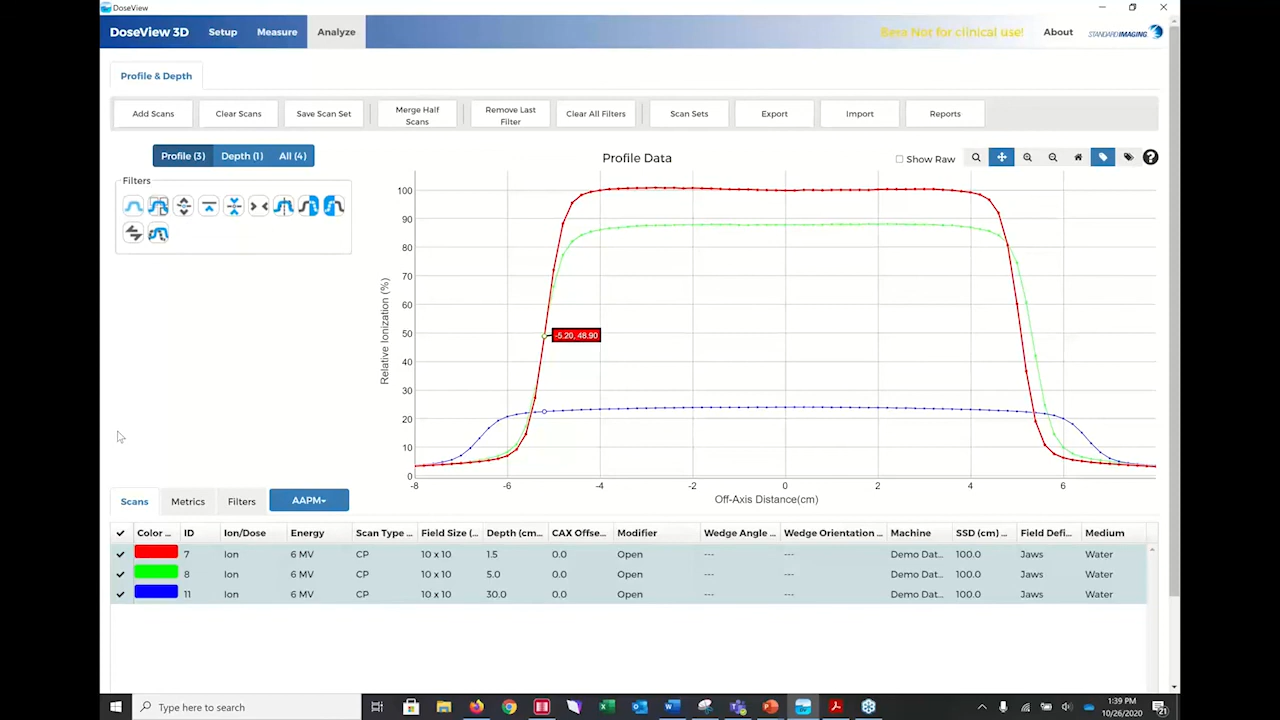 DoseView
DoseView 3D Setup Measure Analyze Beta Not for clinical use! About STANDARD IMAGING
Profile & Depth
Add Scans Clear Scans Save Scan Set Merge Half Scans Remove Last Filter Clear All Filters Scan Sets Export Import Reports
Profile (3) Depth (1) All (4)
Profile Data
Show Raw
?
Filters
100
90
80
70
60
50
40
30
20
10
0
Relative Ionization (%)
-5.20, 48.90
-8 -6 -4 -2 0 2 4 6
Off-Axis Distance(cm)
Scans Metrics Filters AAPM
Color ... ID Ion/Dose Energy Scan Type ... Field Size (... Depth (cm... CAX Offse... Modifier Wedge Angle ... Wedge Orientation ... Machine SSD (cm) ... Field Defi... Medium
7 Ion 6 MV CP 10 x 10 1.5 0.0 Open --- --- Demo Dat... 100.0 Jaws Water
8 Ion 6 MV CP 10 x 10 5.0 0.0 Open --- --- Demo Dat... 100.0 Jaws Water
11 Ion 6 MV CP 10 x 10 30.0 0.0 Open --- --- Demo Dat... 100.0 Jaws Water
Type here to search
1:39 PM
10/26/2020
21